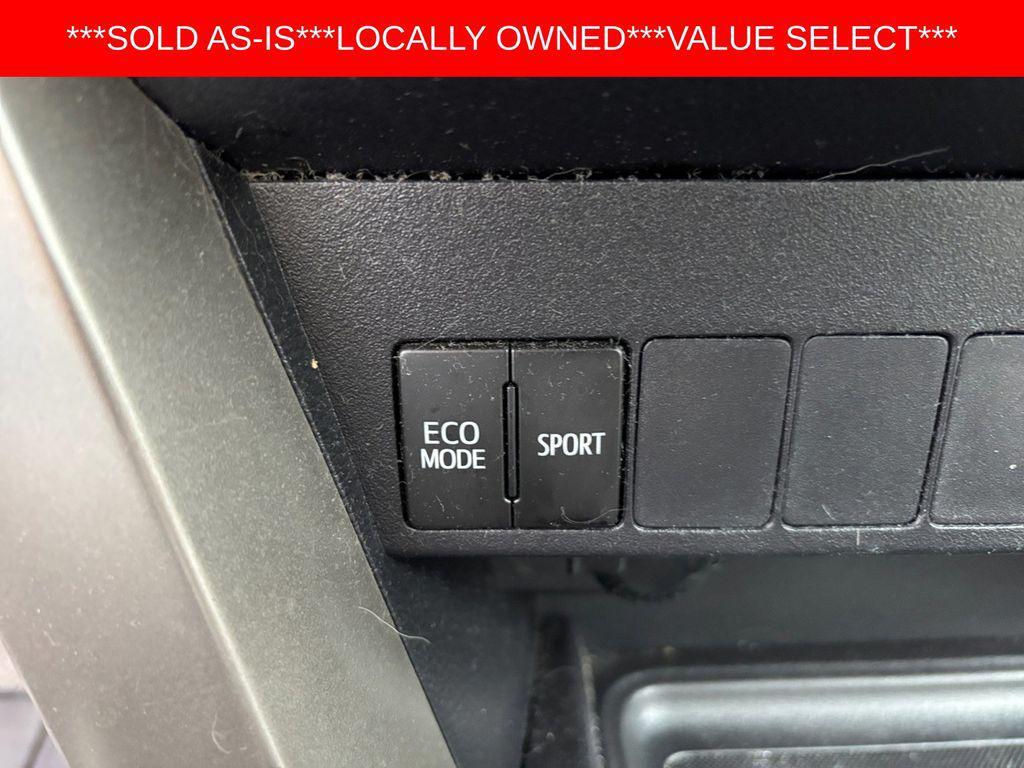 ***SOLD AS-IS***LOCALLY OWNED***VALUE SELECT***
ECO
MODE
SPORT